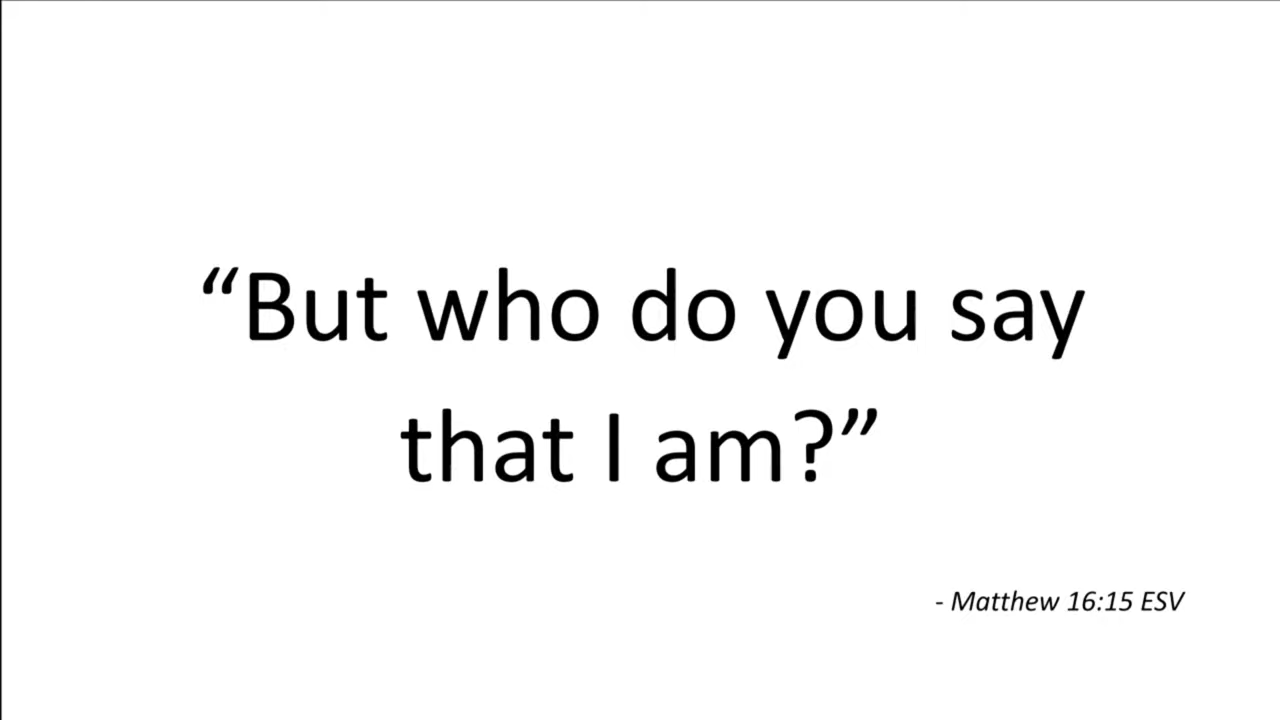 “But who do you say
that I am?”
- Matthew 16:15 ESV